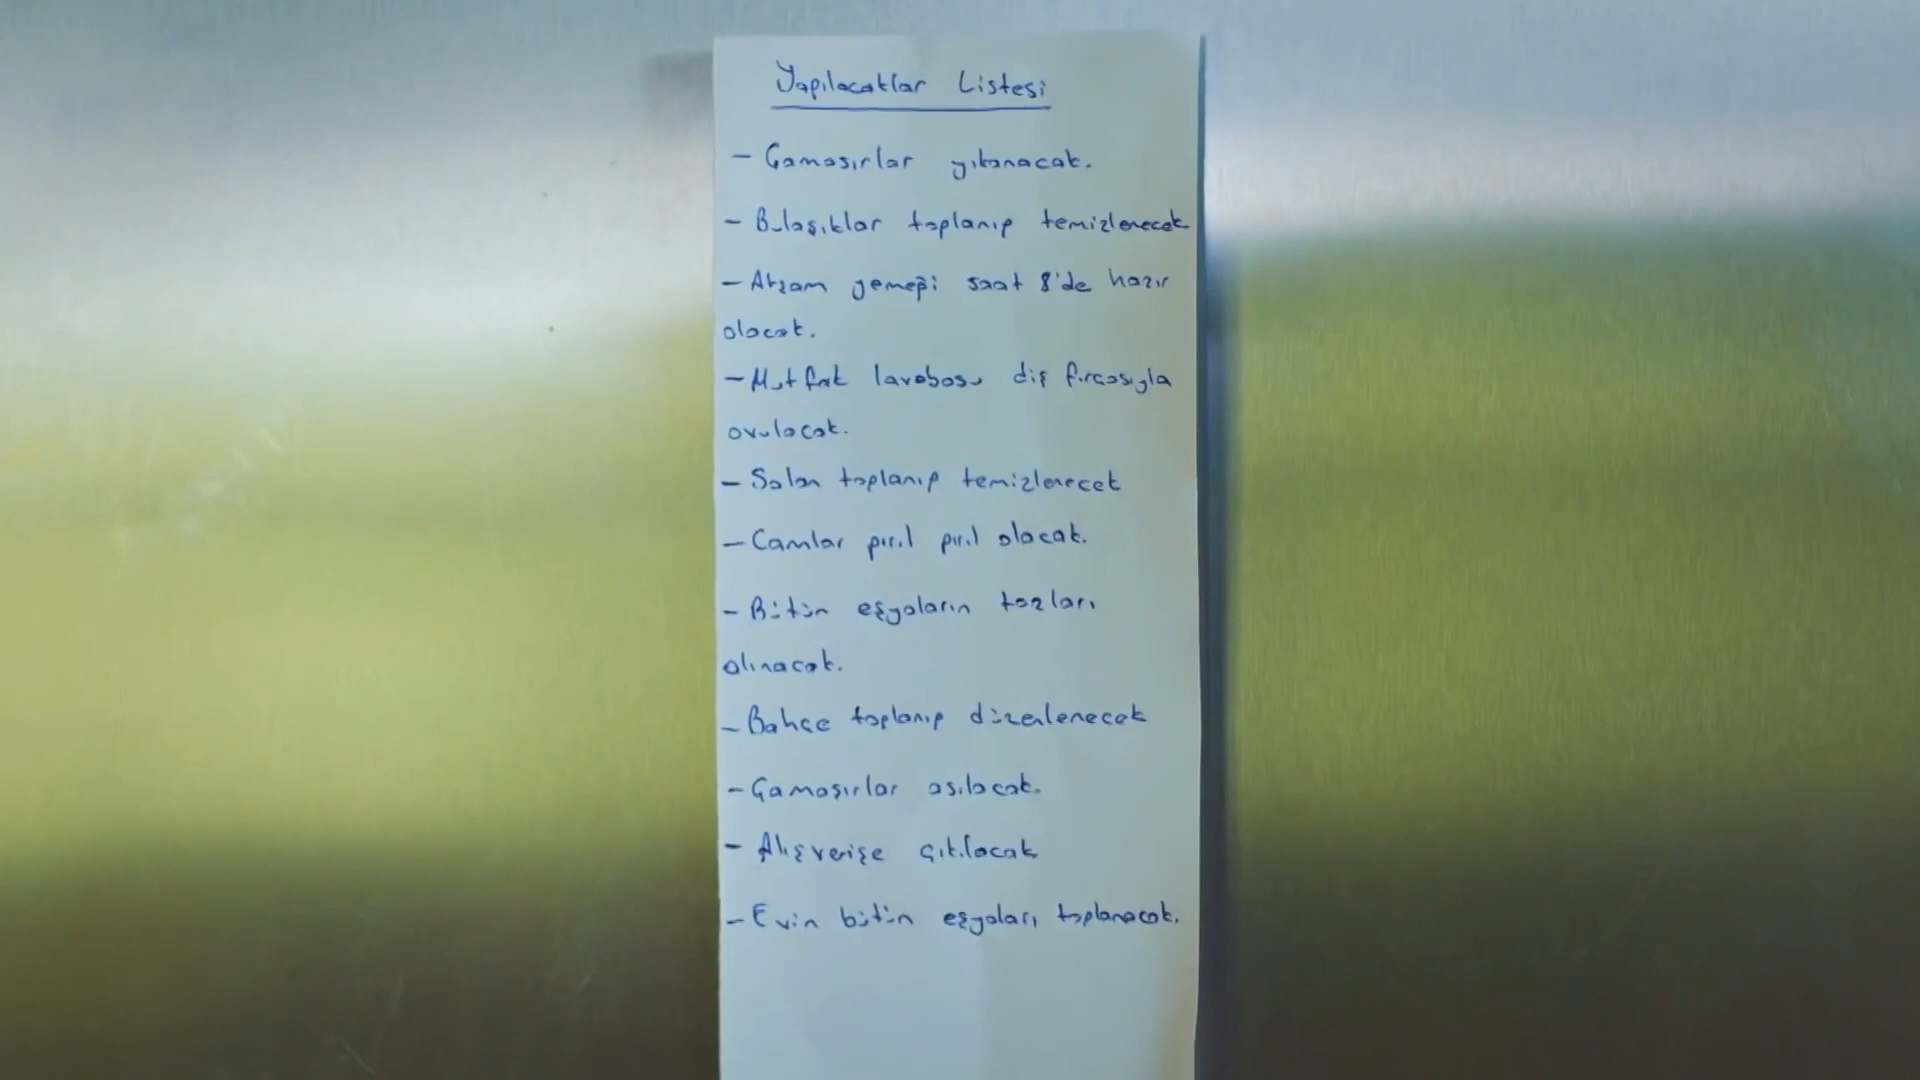 Yapılacaklar Listesi
- Çamaşırlar yıkanacak.
- Bulaşıklar toplanıp temizlenecek
- Akşam yemeği saat 8'de hazır
olacak.
- Mutfak lavabosu diş fırçasıyla
ovulacak.
- Salon toplanıp temizlenecek
- Camlar pırıl pırıl olacak.
- Bütün eşyaların tozları
alınacak.
- Bahçe toplanıp düzenlenecek
- Çamaşırlar asılacak.
- Alışverişe çıkılacak
- Evin bütün eşyaları toplanacak.